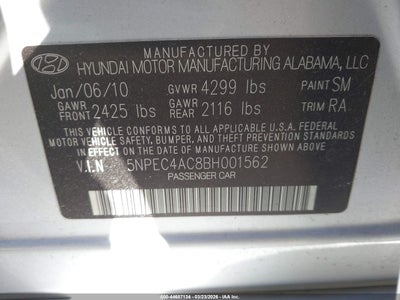 MANUFACTURED BY
HYUNDAI MOTOR MANUFACTURING ALABAMA, LLC
Jan/06/10 GVWR 4299 lbs PAINT SM
GAWR FRONT 2425 lbs GAWR REAR 2116 lbs TRIM RA
THIS VEHICLE CONFORMS TO ALL APPLICABLE U.S. FEDERAL
MOTOR VEHICLE SAFETY, BUMPER, AND THEFT PREVENTION
STANDARDS IN EFFECT ON THE DATE OF MANUFACTURE SHOWN ABOVE.
V.I.N 5NPEC4AC8BH001562
PASSENGER CAR